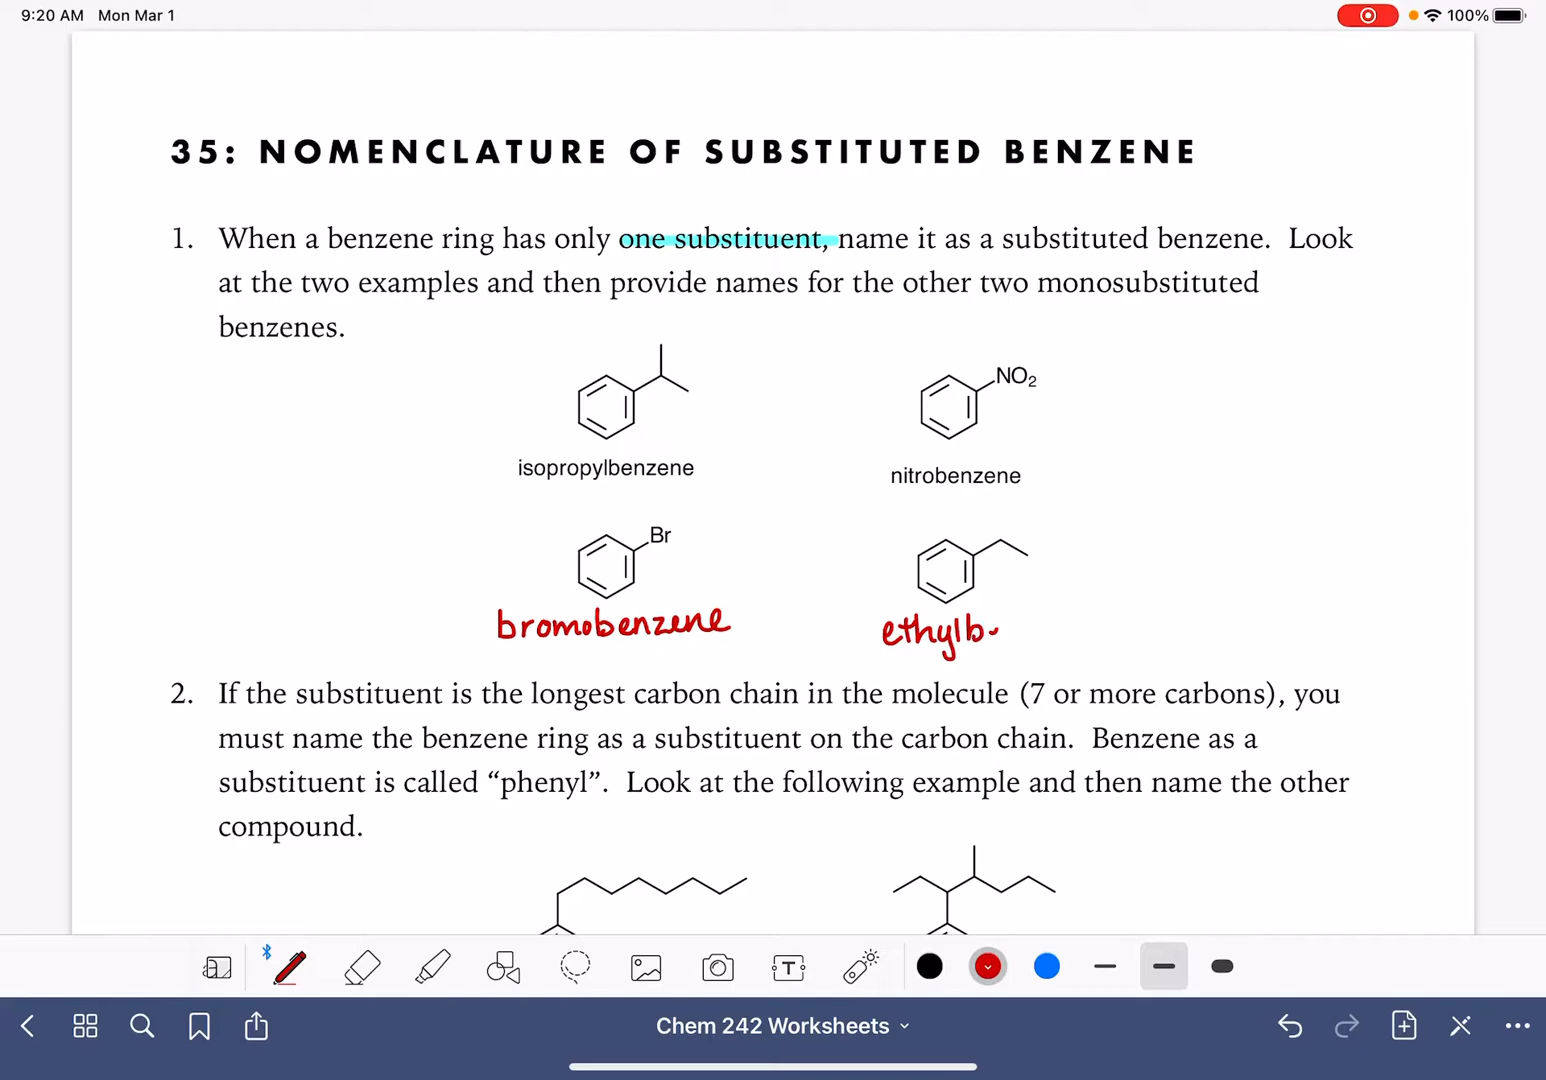 9:20 AM Mon Mar 1
100%
35: NOMENCLATURE OF SUBSTITUTED BENZENE
1. When a benzene ring has only one substituent, name it as a substituted benzene. Look
at the two examples and then provide names for the other two monosubstituted
benzenes.
NO₂
isopropylbenzene
nitrobenzene
Br
bromobenzene
ethylb
2. If the substituent is the longest carbon chain in the molecule (7 or more carbons), you
must name the benzene ring as a substituent on the carbon chain. Benzene as a
substituent is called “phenyl”. Look at the following example and then name the other
compound.
Chem 242 Worksheets